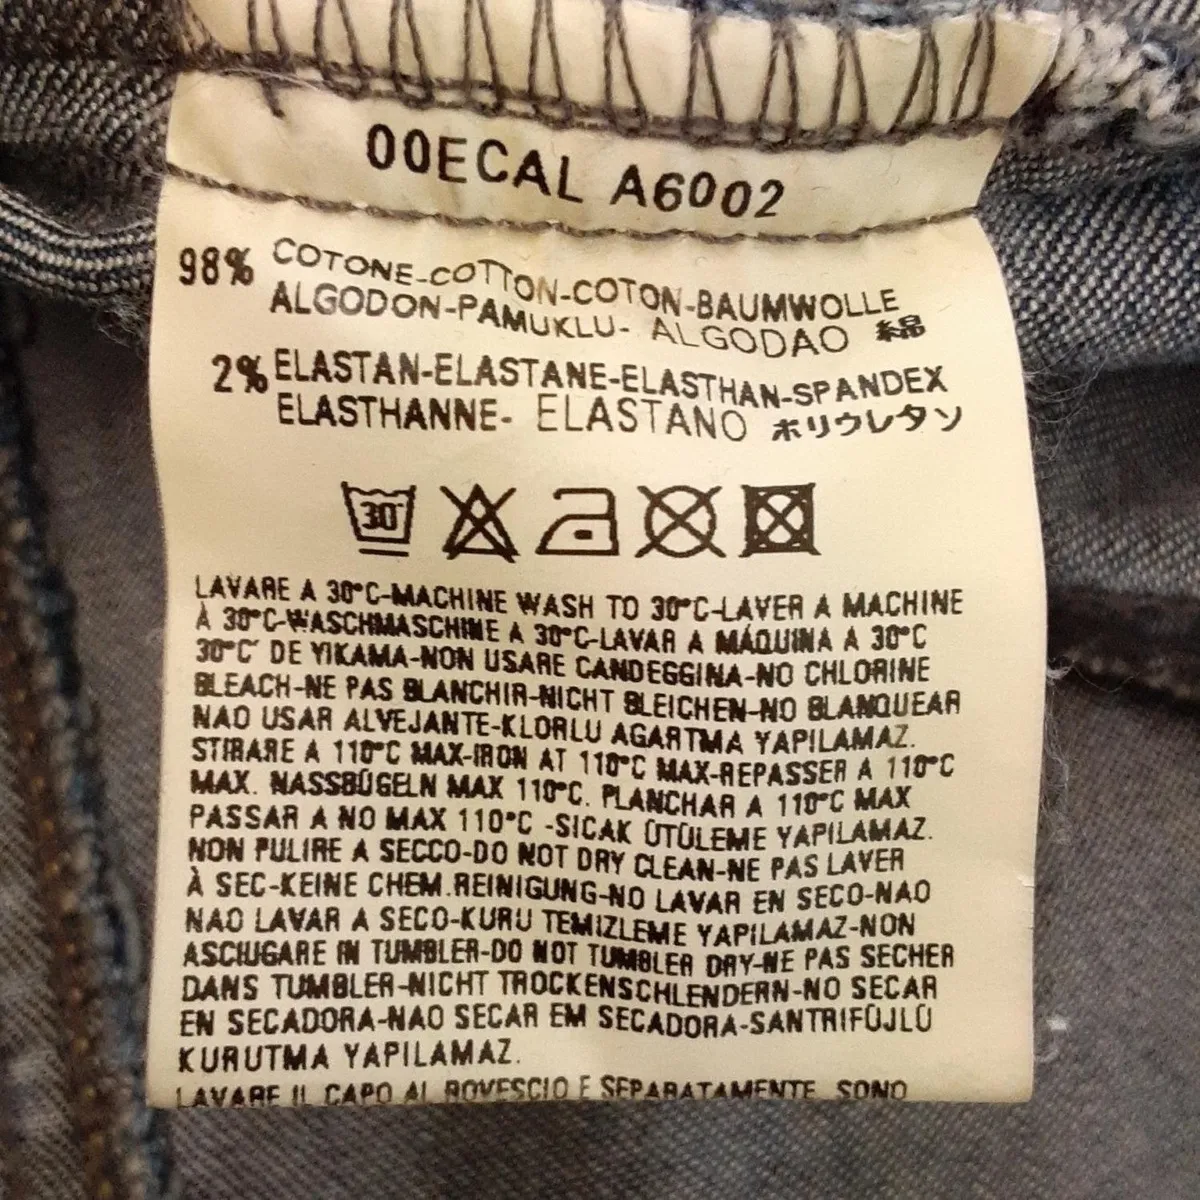 00ECAL A6002
98% COTONE-COTTON-COTON-BAUMWOLLE
ALGODON-PAMUKLU- ALGODAO 綿
2% ELASTAN-ELASTANE-ELASTHAN-SPANDEX
ELASTHANNE- ELASTANO ポリウレタン
30°
LAVARE A 30°C-MACHINE WASH TO 30°C-LAVER A MACHINE
À 30°C-WASCHMASCHINE A 30°C-LAVAR A MÁQUINA A 30°C
30°C DE YIKAMA-NON USARE CANDEGGINA-NO CHLORINE
BLEACH-NE PAS BLANCHIR-NICHT BLEICHEN-NO BLANQUEAR
NAO USAR ALVEJANTE-KLORLU AGARTMA YAPILAMAZ.
STIRARE A 110°C MAX-IRON AT 110°C MAX-REPASSER A 110°C
MAX. NASSBÜGELN MAX 110°C. PLANCHAR A 110°C MAX
PASSAR A NO MAX 110°C -SICAK ÜTÜLEME YAPILAMAZ.
NON PULIRE A SECCO-DO NOT DRY CLEAN-NE PAS LAVER
À SEC-KEINE CHEM.REINIGUNG-NO LAVAR EN SECO-NAO
NAO LAVAR A SECO-KURU TEMIZLEME YAPILAMAZ-NON
ASCIUGARE IN TUMBLER-DO NOT TUMBLER DRY-NE PAS SECHER
DANS TUMBLER-NICHT TROCKENSCHLENDERN-NO SECAR
EN SECADORA-NAO SECAR EM SECADORA-SANTRIFÜJLÜ
KURUTMA YAPILAMAZ.
LAVARE IL CAPO AL ROVESCIO E SEPARATAMENTE. SONO